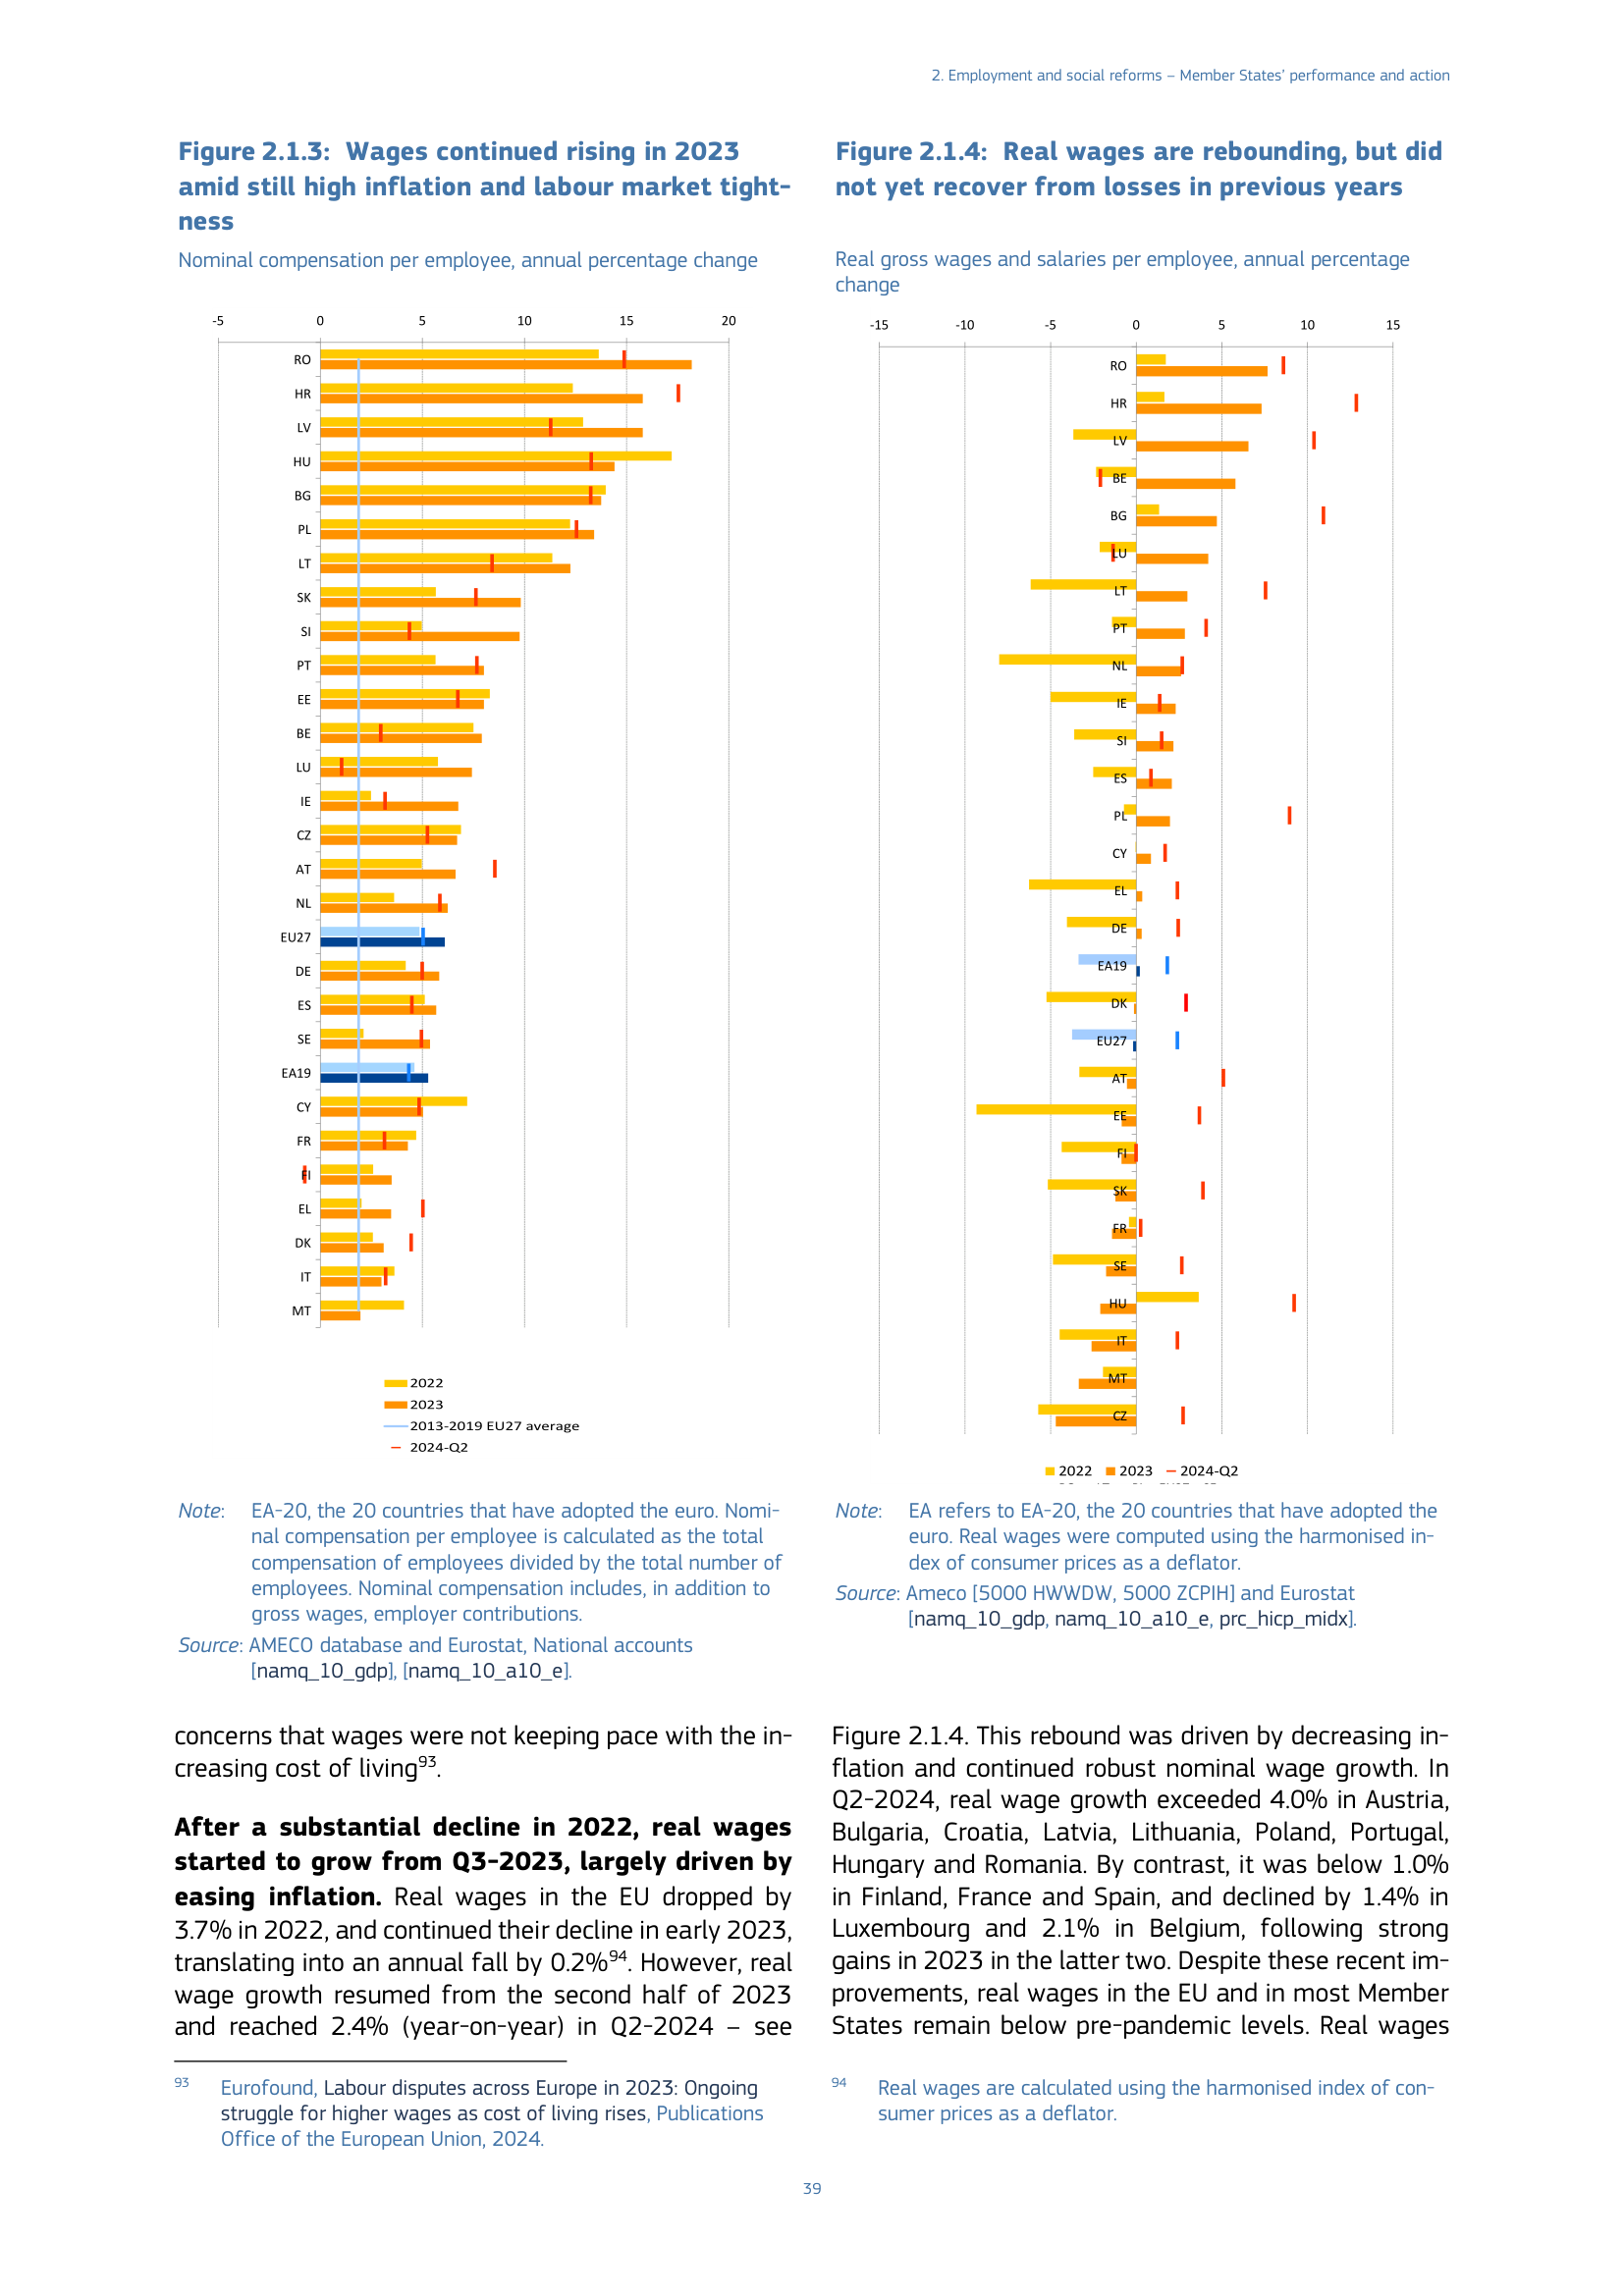 2. Employment and social reforms – Member States’ performance and action
Figure 2.1.3: Wages continued rising in 2023
amid still high inflation and labour market tight-
ness
Nominal compensation per employee, annual percentage change
-5 0 5 10 15 20
RO
HR
LV
HU
BG
PL
LT
SK
SI
PT
EE
BE
LU
IE
CZ
AT
NL
EU27
DE
ES
SE
EA19
CY
FR
FI
EL
DK
IT
MT
2022
2023
2013-2019 EU27 average
2024-Q2
Note: EA-20, the 20 countries that have adopted the euro. Nomi-
nal compensation per employee is calculated as the total
compensation of employees divided by the total number of
employees. Nominal compensation includes, in addition to
gross wages, employer contributions.
Source: AMECO database and Eurostat, National accounts
[namq_10_gdp], [namq_10_a10_e].
Figure 2.1.4: Real wages are rebounding, but did
not yet recover from losses in previous years
Real gross wages and salaries per employee, annual percentage
change
-15 -10 -5 0 5 10 15
RO
HR
LV
BE
BG
LU
LT
PT
NL
IE
SI
ES
PL
CY
EL
DE
EA19
DK
EU27
AT
EE
FI
SK
FR
SE
HU
IT
MT
CZ
2022 2023 2024-Q2
Note: EA refers to EA-20, the 20 countries that have adopted the
euro. Real wages were computed using the harmonised in-
dex of consumer prices as a deflator.
Source: Ameco [5000 HWWDW, 5000 ZCPIH] and Eurostat
[namq_10_gdp, namq_10_a10_e, prc_hicp_midx].
concerns that wages were not keeping pace with the in-
creasing cost of living93.
After a substantial decline in 2022, real wages
started to grow from Q3-2023, largely driven by
easing inflation. Real wages in the EU dropped by
3.7% in 2022, and continued their decline in early 2023,
translating into an annual fall by 0.2%94. However, real
wage growth resumed from the second half of 2023
and reached 2.4% (year-on-year) in Q2-2024 – see
Figure 2.1.4. This rebound was driven by decreasing in-
flation and continued robust nominal wage growth. In
Q2-2024, real wage growth exceeded 4.0% in Austria,
Bulgaria, Croatia, Latvia, Lithuania, Poland, Portugal,
Hungary and Romania. By contrast, it was below 1.0%
in Finland, France and Spain, and declined by 1.4% in
Luxembourg and 2.1% in Belgium, following strong
gains in 2023 in the latter two. Despite these recent im-
provements, real wages in the EU and in most Member
States remain below pre-pandemic levels. Real wages
93 Eurofound, Labour disputes across Europe in 2023: Ongoing
struggle for higher wages as cost of living rises, Publications
Office of the European Union, 2024.
94 Real wages are calculated using the harmonised index of con-
sumer prices as a deflator.
39